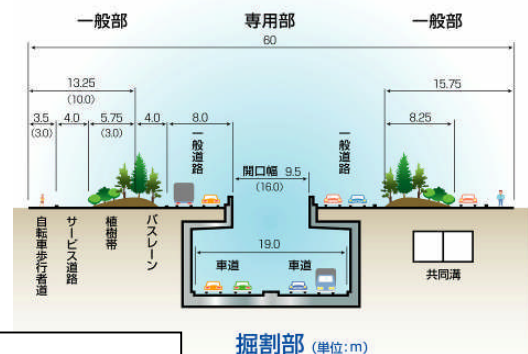 一般部 専用部 一般部
60
13.25
(10.0)
15.75
3.5 4.0 5.75 4.0 8.0
(3.0) (3.0)
8.25
一般道路
一般道路
開口幅 9.5
(16.0)
19.0
車道 車道
自転車歩行者道
サービス道路
植樹帯
バスレーン
共同溝
掘割部 (単位:m)